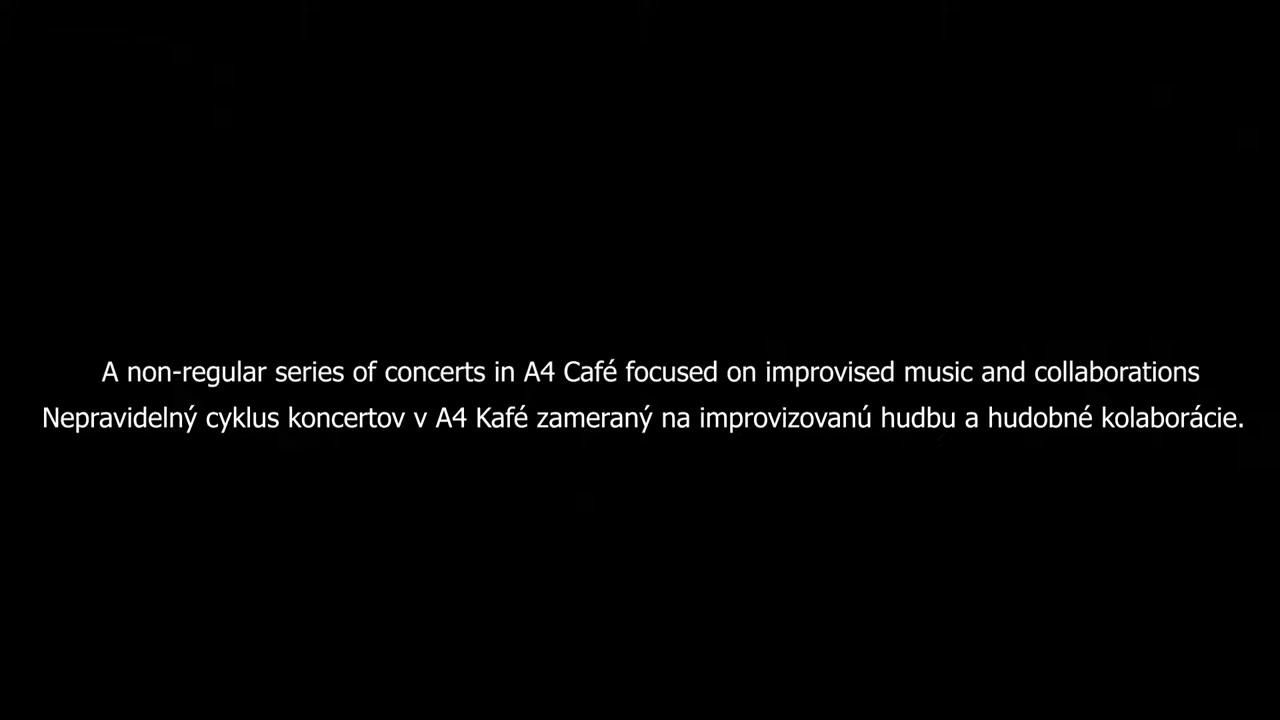 A non-regular series of concerts in A4 Café focused on improvised music and collaborations
Nepravidelný cyklus koncertov v A4 Kafé zameraný na improvizovanú hudbu a hudobné kolaborácie.